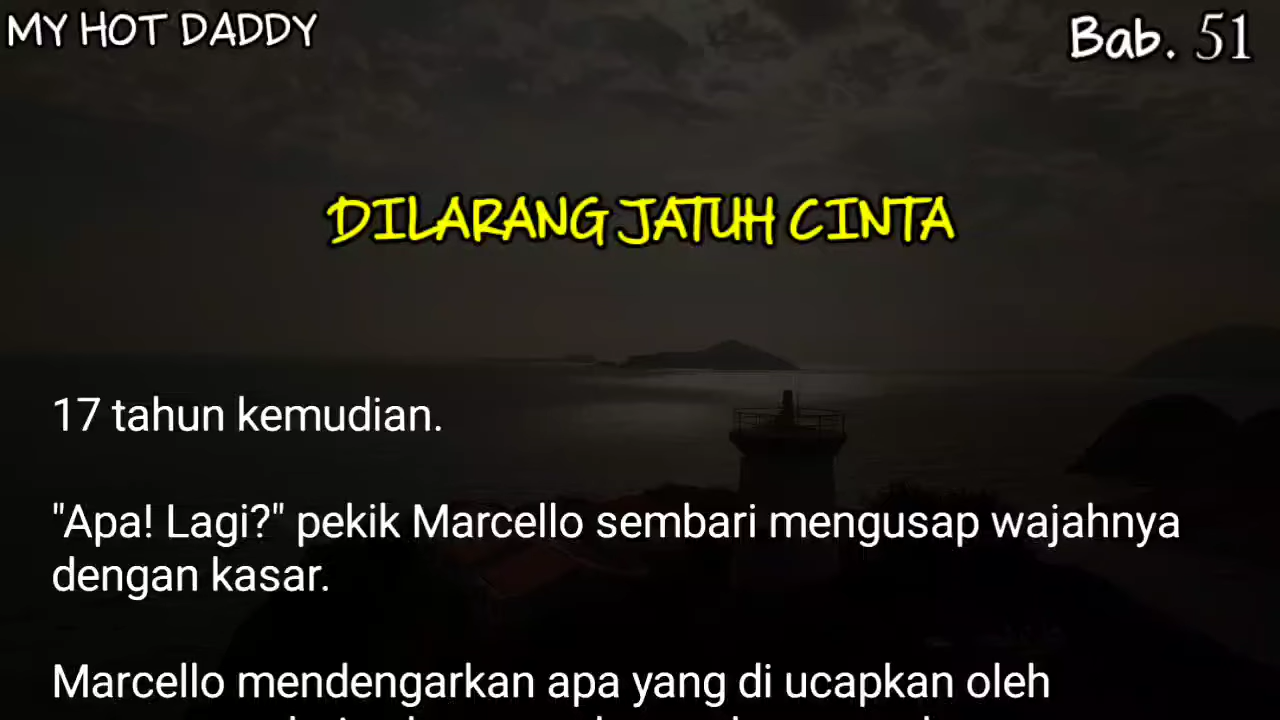 MY HOT DADDY
Bab. 51
DILARANG JATUH CINTA
17 tahun kemudian.
"Apa! Lagi?" pekik Marcello sembari mengusap wajahnya
dengan kasar.
Marcello mendengarkan apa yang di ucapkan oleh